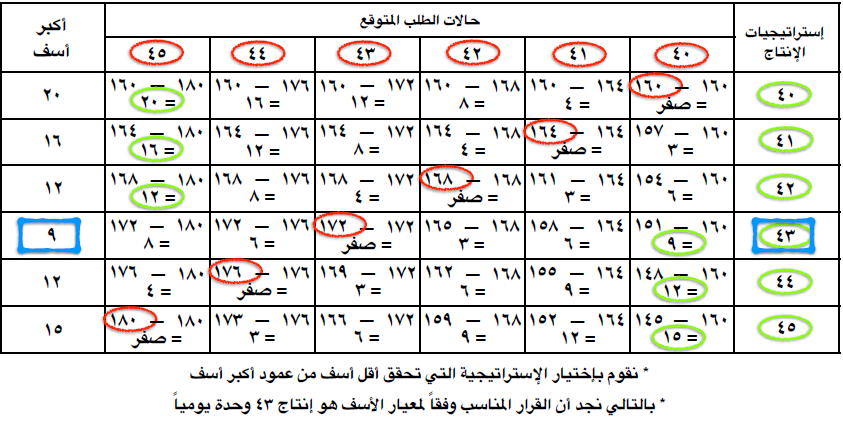 حالات الطلب المتوقع
إستراتيجيات الإنتاج
٤٠ ٤١ ٤٢ ٤٣ ٤٤ ٤٥
أكبر أسف
٤٠
١٦٠ – ١٦٠ ١٦٤ – ١٦٠ ١٦٨ – ١٦٠ ١٧٢ – ١٦٠ ١٧٦ – ١٦٠ ١٨٠ – ١٦٠
= صفر = ٤ = ٨ = ١٢ = ١٦ = ٢٠
٢٠
٤١
١٦٠ – ١٥٧ ١٦٤ – ١٦٤ ١٦٨ – ١٦٤ ١٧٢ – ١٦٤ ١٧٦ – ١٦٤ ١٨٠ – ١٦٤
= ٣ = صفر = ٤ = ٨ = ١٢ = ١٦
١٦
٤٢
١٦٠ – ١٥٤ ١٦٤ – ١٦١ ١٦٨ – ١٦٨ ١٧٢ – ١٦٨ ١٧٦ – ١٦٨ ١٨٠ – ١٦٨
= ٦ = ٣ = صفر = ٤ = ٨ = ١٢
١٢
٤٣
١٦٠ – ١٥١ ١٦٤ – ١٥٨ ١٦٨ – ١٦٥ ١٧٢ – ١٧٢ ١٧٦ – ١٧٢ ١٨٠ – ١٧٢
= ٩ = ٦ = ٣ = صفر = ٦ = ٨
٩
٤٤
١٦٠ – ١٤٨ ١٦٤ – ١٥٥ ١٦٨ – ١٦٢ ١٧٢ – ١٦٩ ١٧٦ – ١٧٦ ١٨٠ – ١٧٦
= ١٢ = ٩ = ٦ = ٣ = صفر = ٤
١٢
٤٥
١٦٠ – ١٤٥ ١٦٤ – ١٥٢ ١٦٨ – ١٥٩ ١٧٢ – ١٦٦ ١٧٦ – ١٧٣ ١٨٠ – ١٨٠
= ١٥ = ١٢ = ٩ = ٦ = ٣ = صفر
١٥
* نقوم بإختيار الإستراتيجية التي تحقق أقل أسف من عمود أكبر أسف
* بالتالي نجد أن القرار المناسب وفقاً لمعيار الأسف هو إنتاج ٤٣ وحدة يومياً